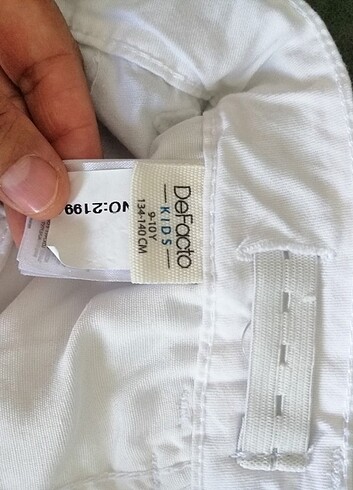 DeFacto
KIDS
9-10 Y
134-140 CM
NO:2199